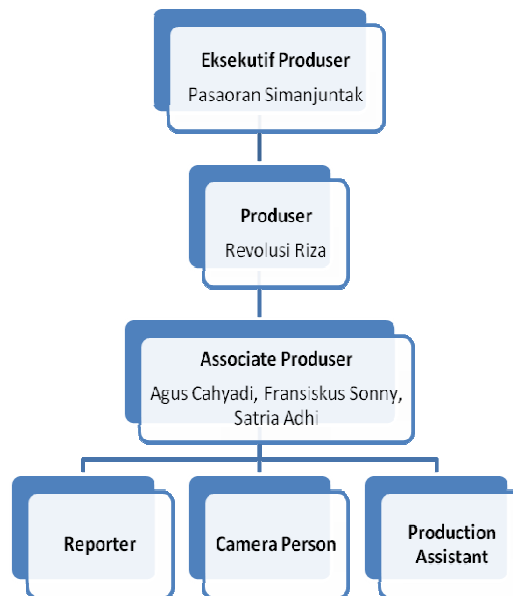 Eksekutif Produser
Pasaoran Simanjuntak
Produser
Revolusi Riza
Associate Produser
Agus Cahyadi, Fransiskus Sonny,
Satria Adhi
Reporter
Camera Person
Production
Assistant